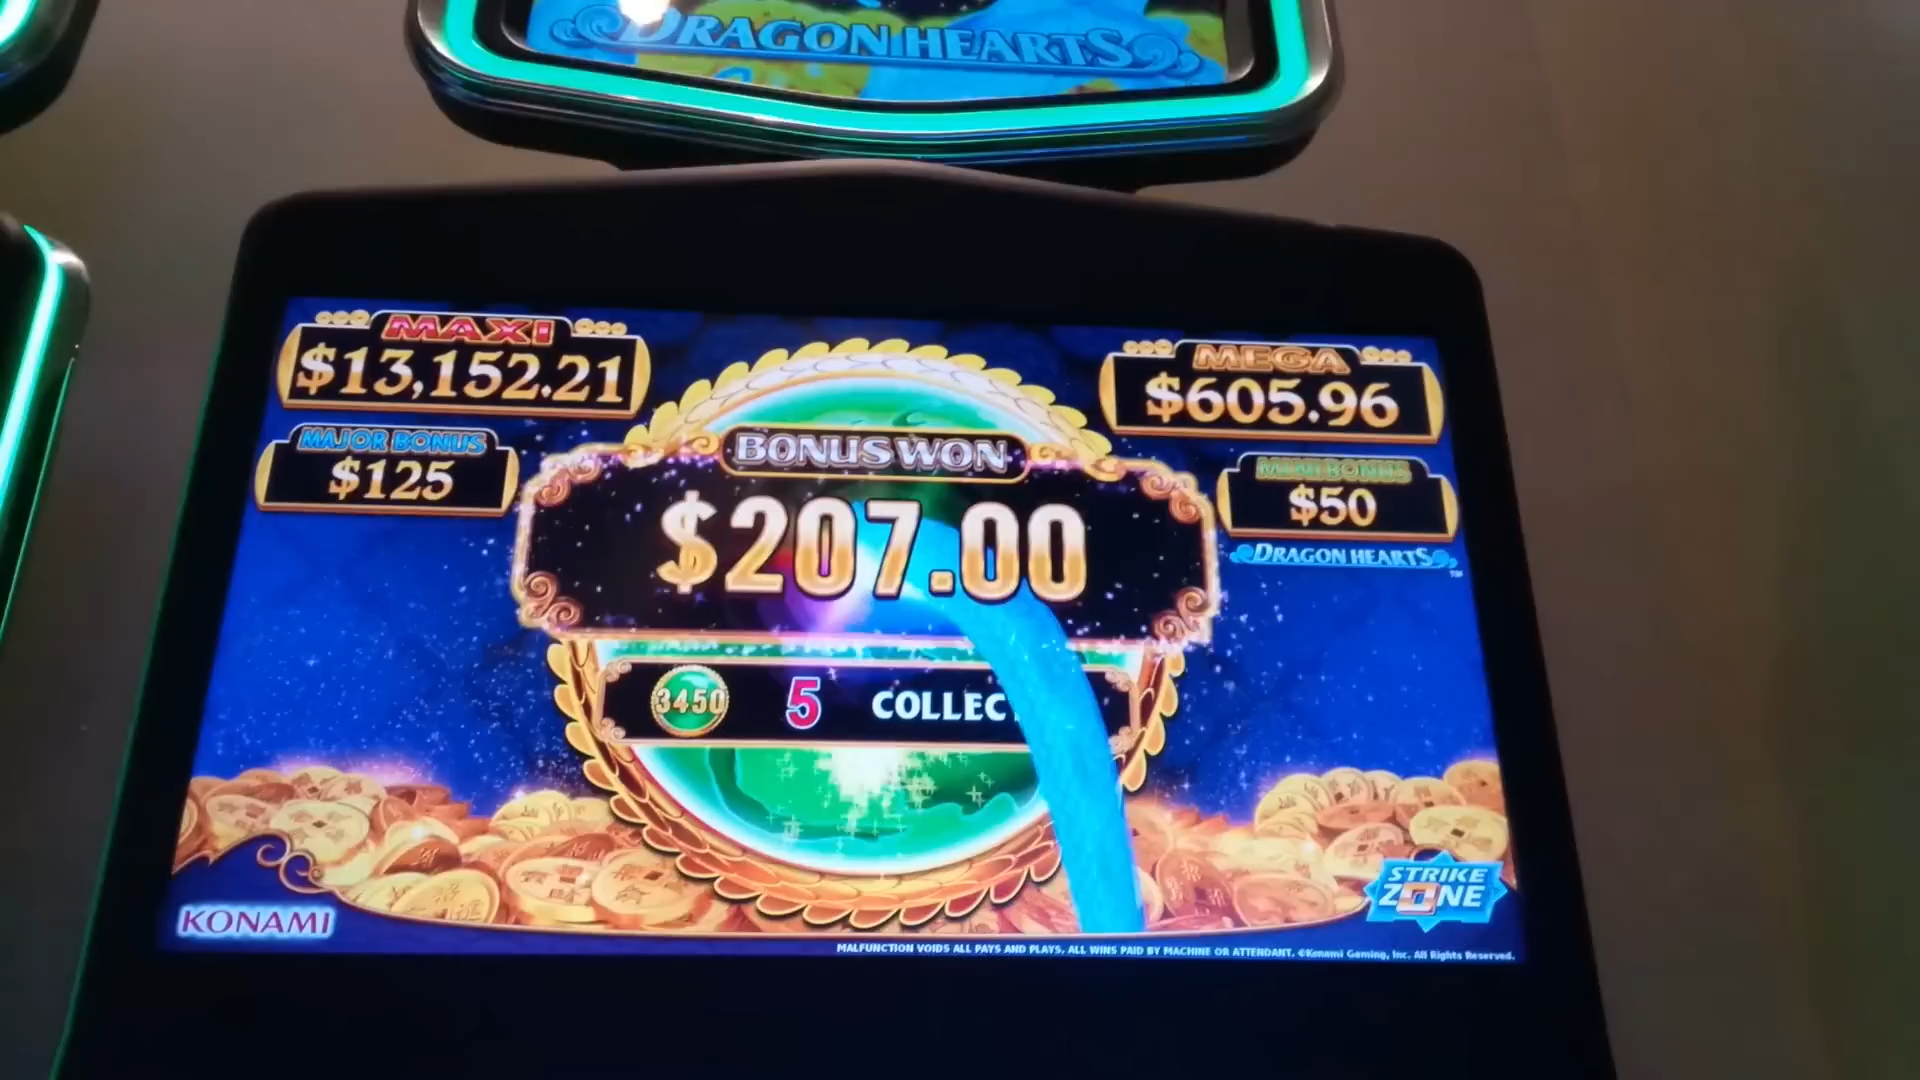 DRAGON HEARTS
MAXI
$13,152.21
MEGA
$605.96
MAJOR BONUS
$125
BONUS WON
$207.00
MINI BONUS
$50
DRAGON HEARTS™
3450 5 COLLEC
STRIKE
ZONE
KONAMI
MALFUNCTION VOIDS ALL PAYS AND PLAYS. ALL WINS PAID BY MACHINE OR ATTENDANT. ©Konami Gaming, Inc. All Rights Reserved.